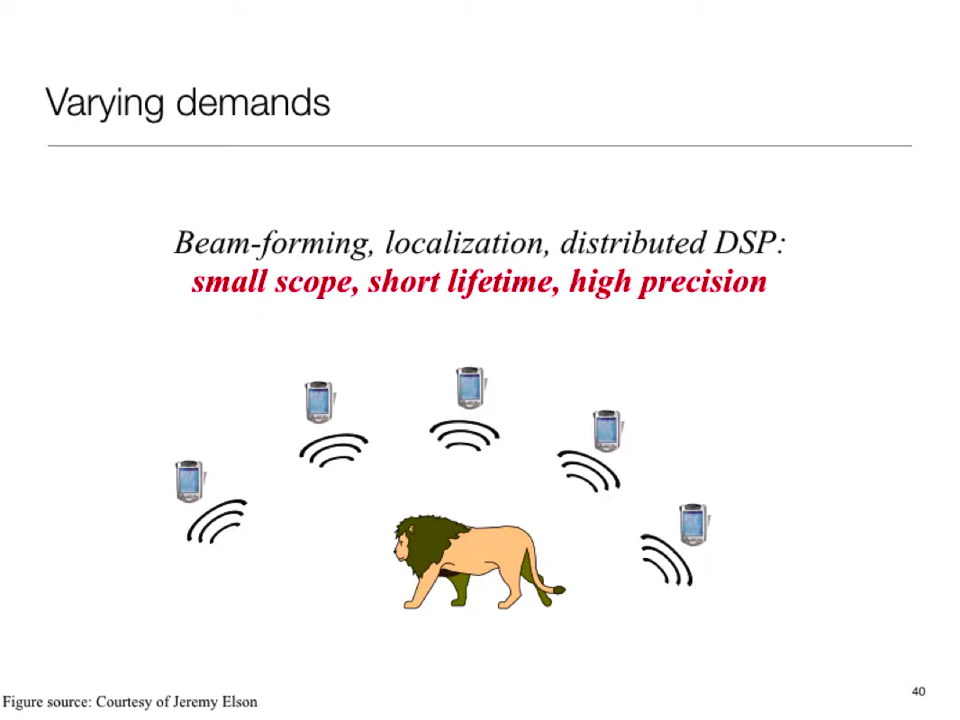 Varying demands
Beam-forming, localization, distributed DSP:
small scope, short lifetime, high precision
40
Figure source: Courtesy of Jeremy Elson